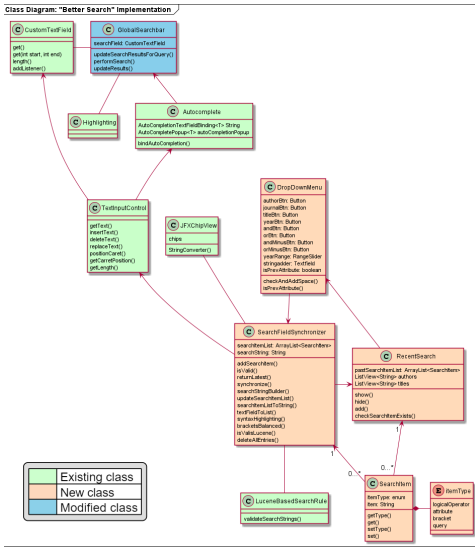 Class Diagram: "Better Search" Implementation
C CustomTextField
get()
get(int start, int end)
length()
addListener()
C GlobalSearchbar
searchField: CustomTextField
updateSearchResultsForQuery()
performSearch()
updateResults()
C Highlighting
C Autocomplete
AutoCompletionTextFieldBinding<T> String
AutoCompletePopup<T> autoCompletionPopup
bindAutoCompletion()
C TextInputControl
getText()
insertText()
deleteText()
replaceText()
positionCaret()
getCarretPosition()
getLength()
C JFXChipView
chips
StringConverter()
C DropDownMenu
authorBtn: Button
journalBtn: Button
titleBtn: Button
yearBtn: Button
andBtn: Button
orBtn: Button
andMinusBtn: Button
orMinusBtn: Button
yearRange: RangeSlider
stringadder: Textfield
isPrevAttribute: boolean
checkAndAddSpace()
isPrevAttribute()
C SearchFieldSynchronizer
searchItemList: ArrayList<SearchItem>
searchString: String
addSearchItem()
isValid()
returnLatest()
synchronize()
searchStringBuilder()
updateSearchItemList()
searchItemListToString()
textFieldToList()
syntaxHighlighting()
bracketsBalanced()
isValidLucene()
deleteAllEntries()
C RecentSearch
pastSearchItemList: ArrayList<SearchItem>
ListView<String> authors
ListView<String> titles
show()
hide()
add()
checkSearchItemExists()
1
1
0...*
0...*
C SearchItem
itemType: enum
item: String
getType()
get()
setType()
set()
E itemType
logicalOperator
attribute
bracket
query
C LuceneBasedSearchRule
validateSearchStrings()
Existing class
New class
Modified class